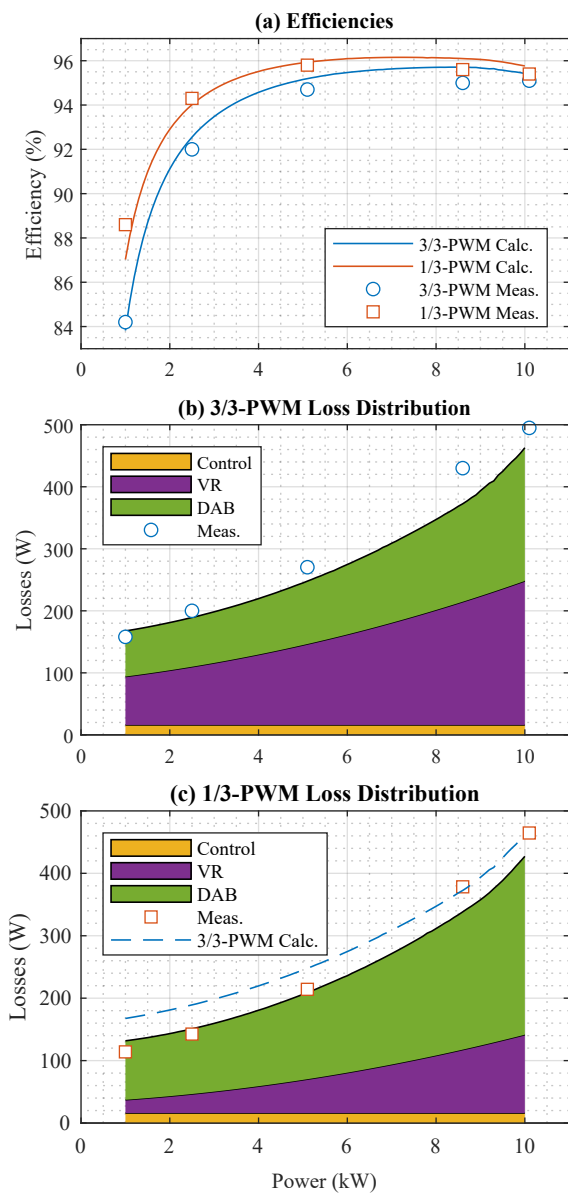 (a) Efficiencies
96
94
92
90
88
86
84
Efficiency (%)
3/3-PWM Calc.
1/3-PWM Calc.
3/3-PWM Meas.
1/3-PWM Meas.
0 2 4 6 8 10
(b) 3/3-PWM Loss Distribution
500
400
300
200
100
0
Losses (W)
Control
VR
DAB
Meas.
0 2 4 6 8 10
(c) 1/3-PWM Loss Distribution
500
400
300
200
100
0
Losses (W)
Control
VR
DAB
Meas.
3/3-PWM Calc.
0 2 4 6 8 10
Power (kW)